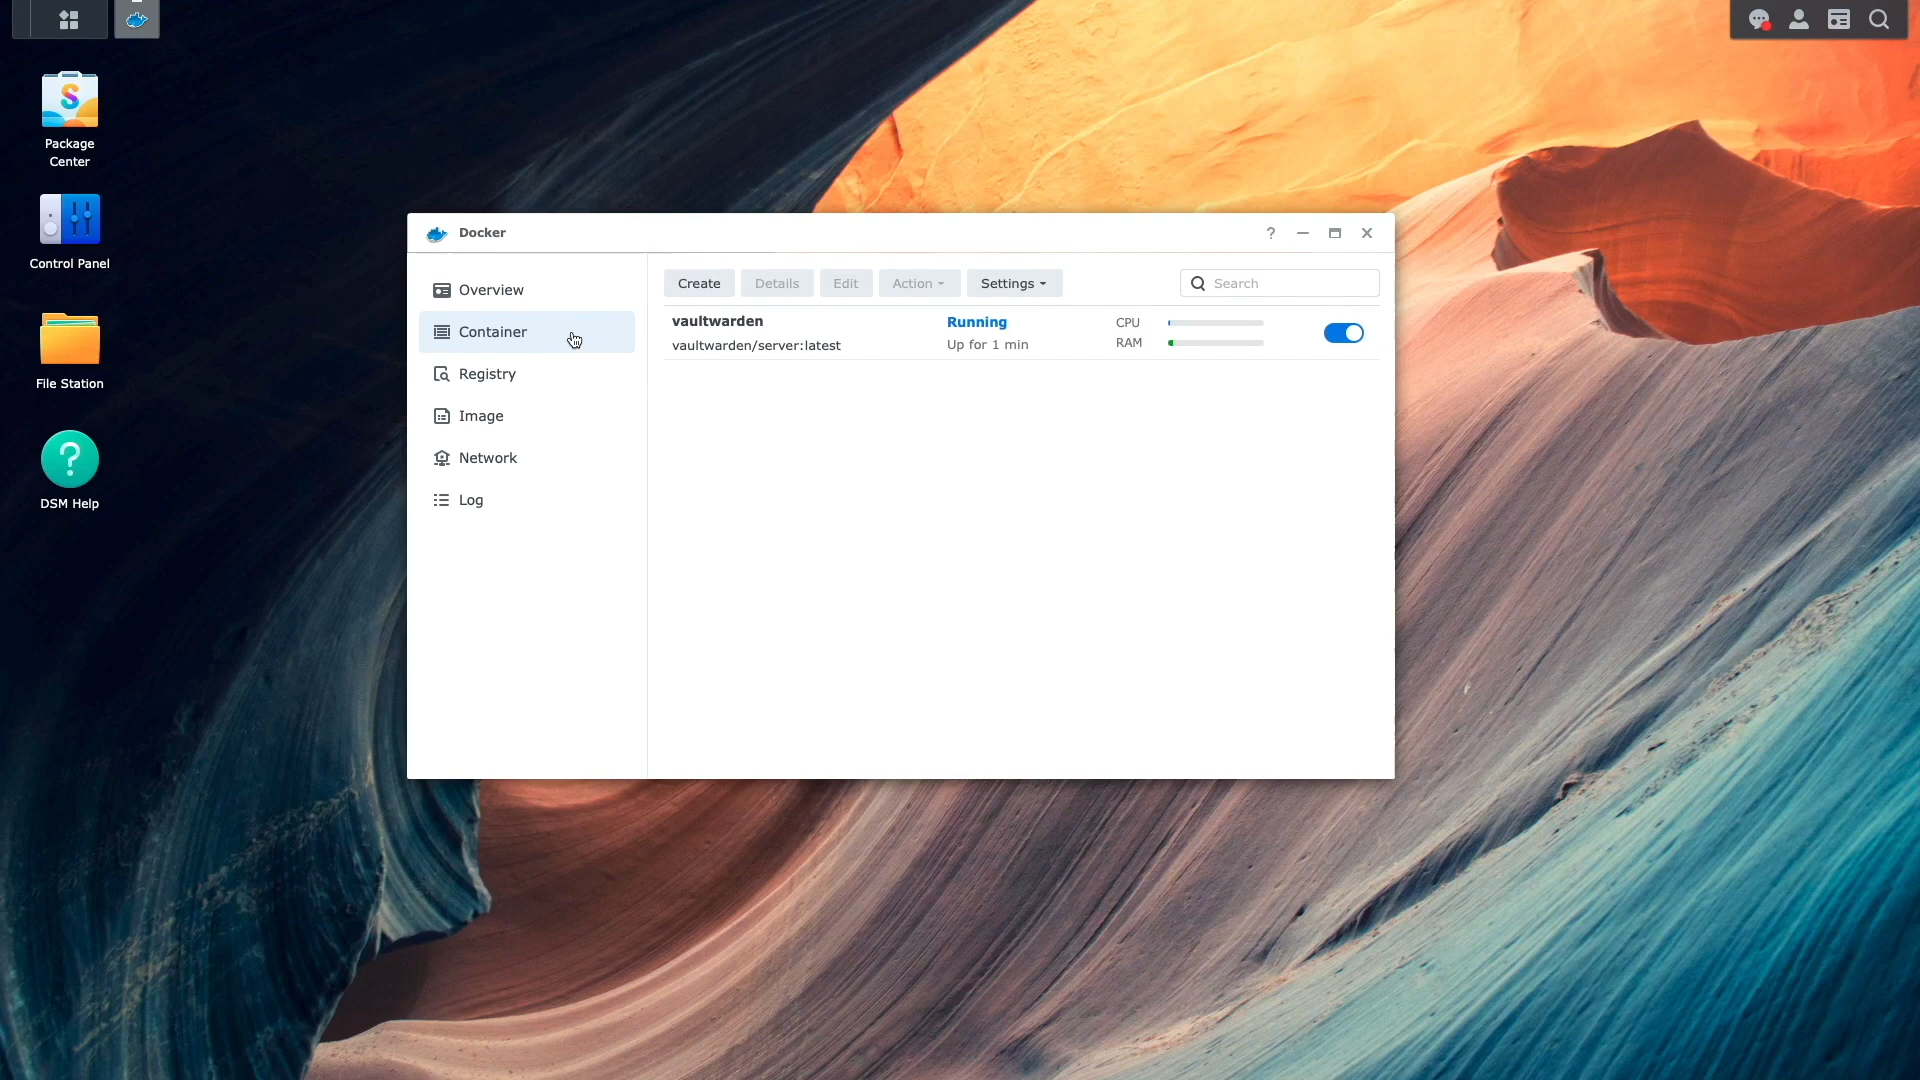 Package
Center
Control Panel
File Station
DSM Help
Docker
Overview
Container
Registry
Image
Network
Log
Create
Details
Edit
Action
Settings
Search
vaultwarden
vaultwarden/server:latest
Running
Up for 1 min
CPU
RAM